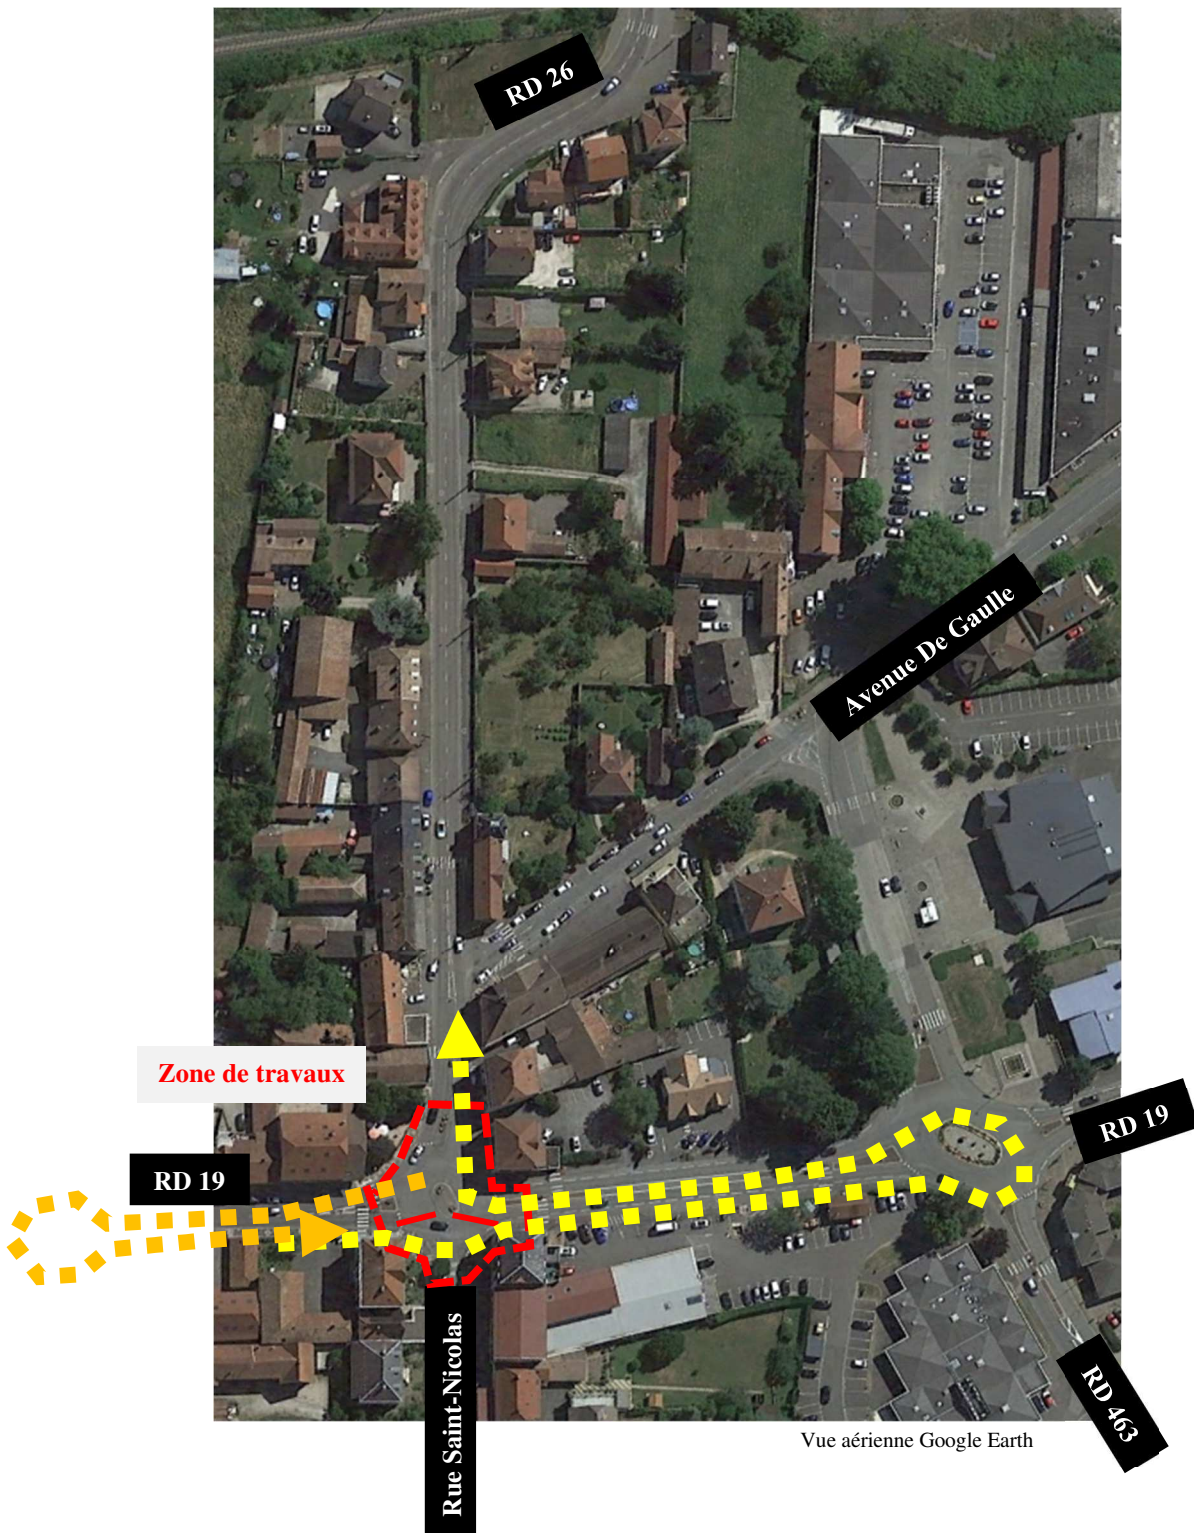 RD 26
Avenue De Gaulle
Zone de travaux
RD 19
RD 19
Rue Saint-Nicolas
RD 463
Vue aérienne Google Earth